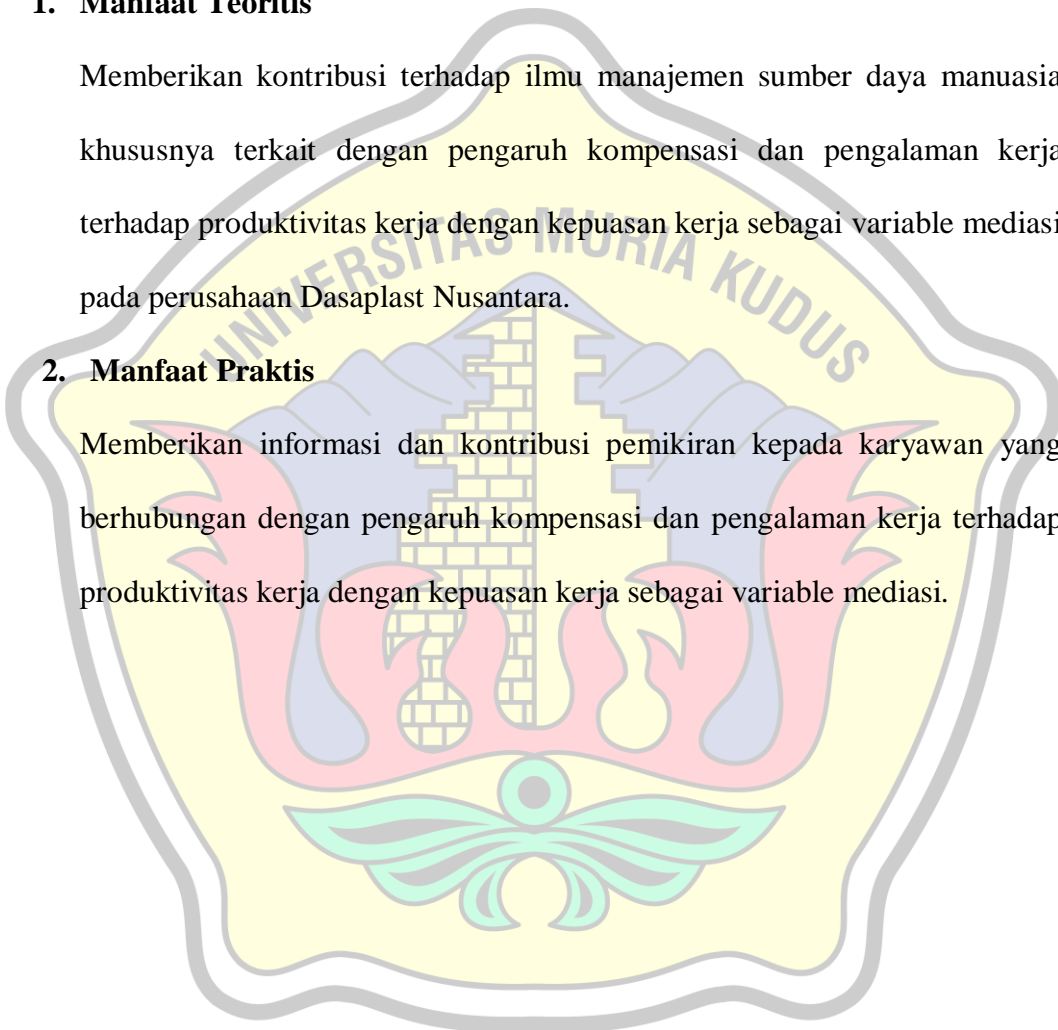 1. Manfaat Teoritis
Memberikan kontribusi terhadap ilmu manajemen sumber daya manuasia
khususnya terkait dengan pengaruh kompensasi dan pengalaman kerja
terhadap produktivitas kerja dengan kepuasan kerja sebagai variable mediasi
pada perusahaan Dasaplast Nusantara.
UNIVERSITAS MURIA KUDUS
2. Manfaat Praktis
Memberikan informasi dan kontribusi pemikiran kepada karyawan yang
berhubungan dengan pengaruh kompensasi dan pengalaman kerja terhadap
produktivitas kerja dengan kepuasan kerja sebagai variable mediasi.